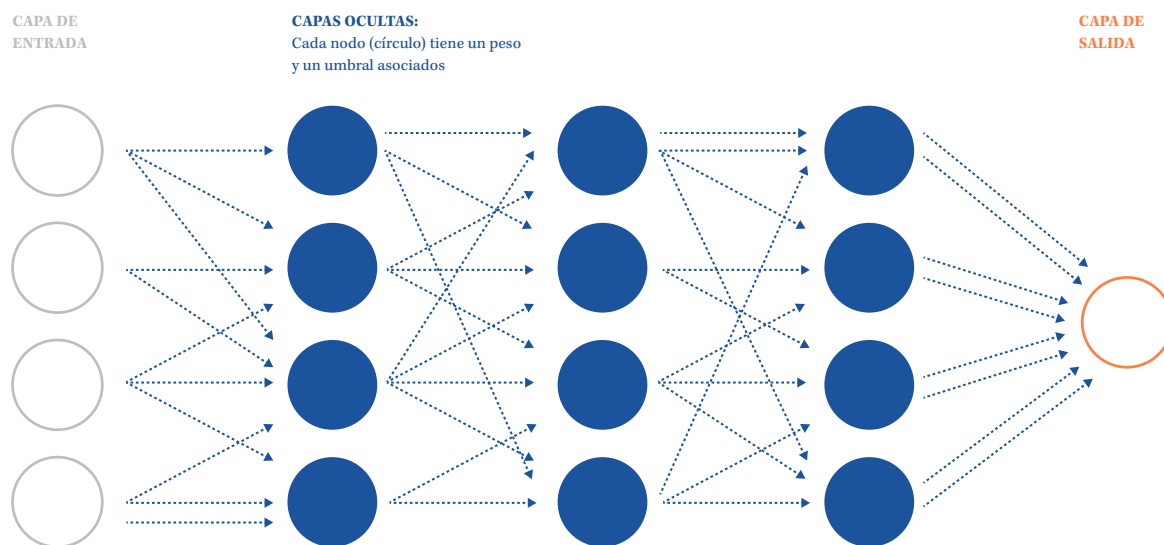 CAPA DE
ENTRADA
CAPAS OCULTAS:
Cada nodo (círculo) tiene un peso
y un umbral asociados
CAPA DE
SALIDA